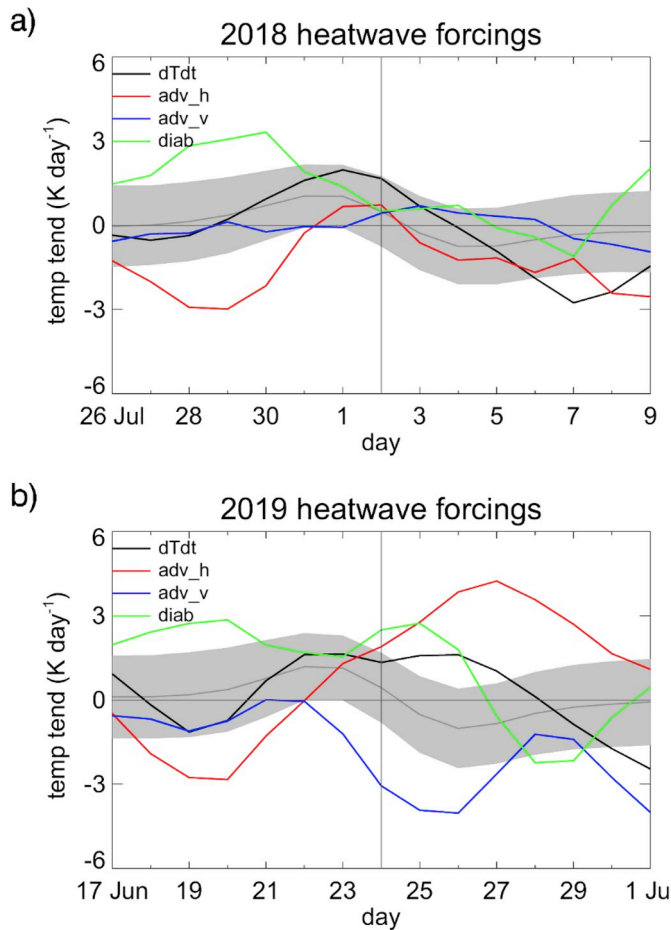 a)
2018 heatwave forcings
6
3
0
-3
-6
temp tend (K day⁻¹)
dTdt
adv_h
adv_v
diab
26 Jul 28 30 1 3 5 7 9
day
b)
2019 heatwave forcings
6
3
0
-3
-6
temp tend (K day⁻¹)
dTdt
adv_h
adv_v
diab
17 Jun 19 21 23 25 27 29 1 Ju
day